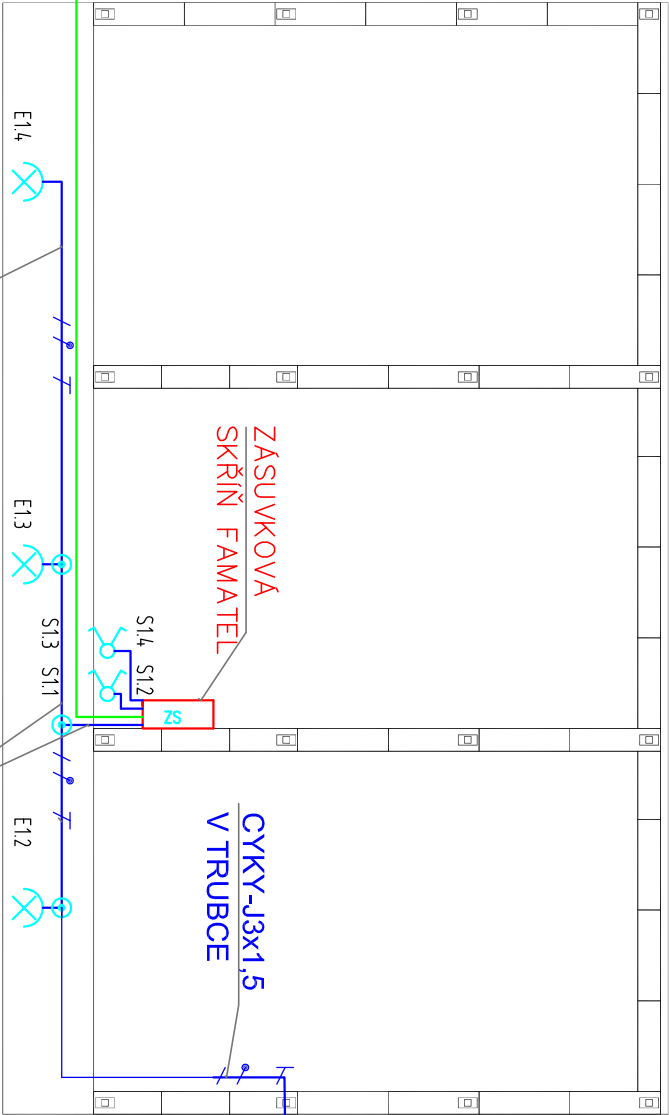 E1.4
E1.3
S1.3
S1.1
S1.4
S1.2
E1.2
ZÁSUVKOVÁ
SKŘÍŇ FAMATEL
ZS
CYKY-J3x1,5
V TRUBCE